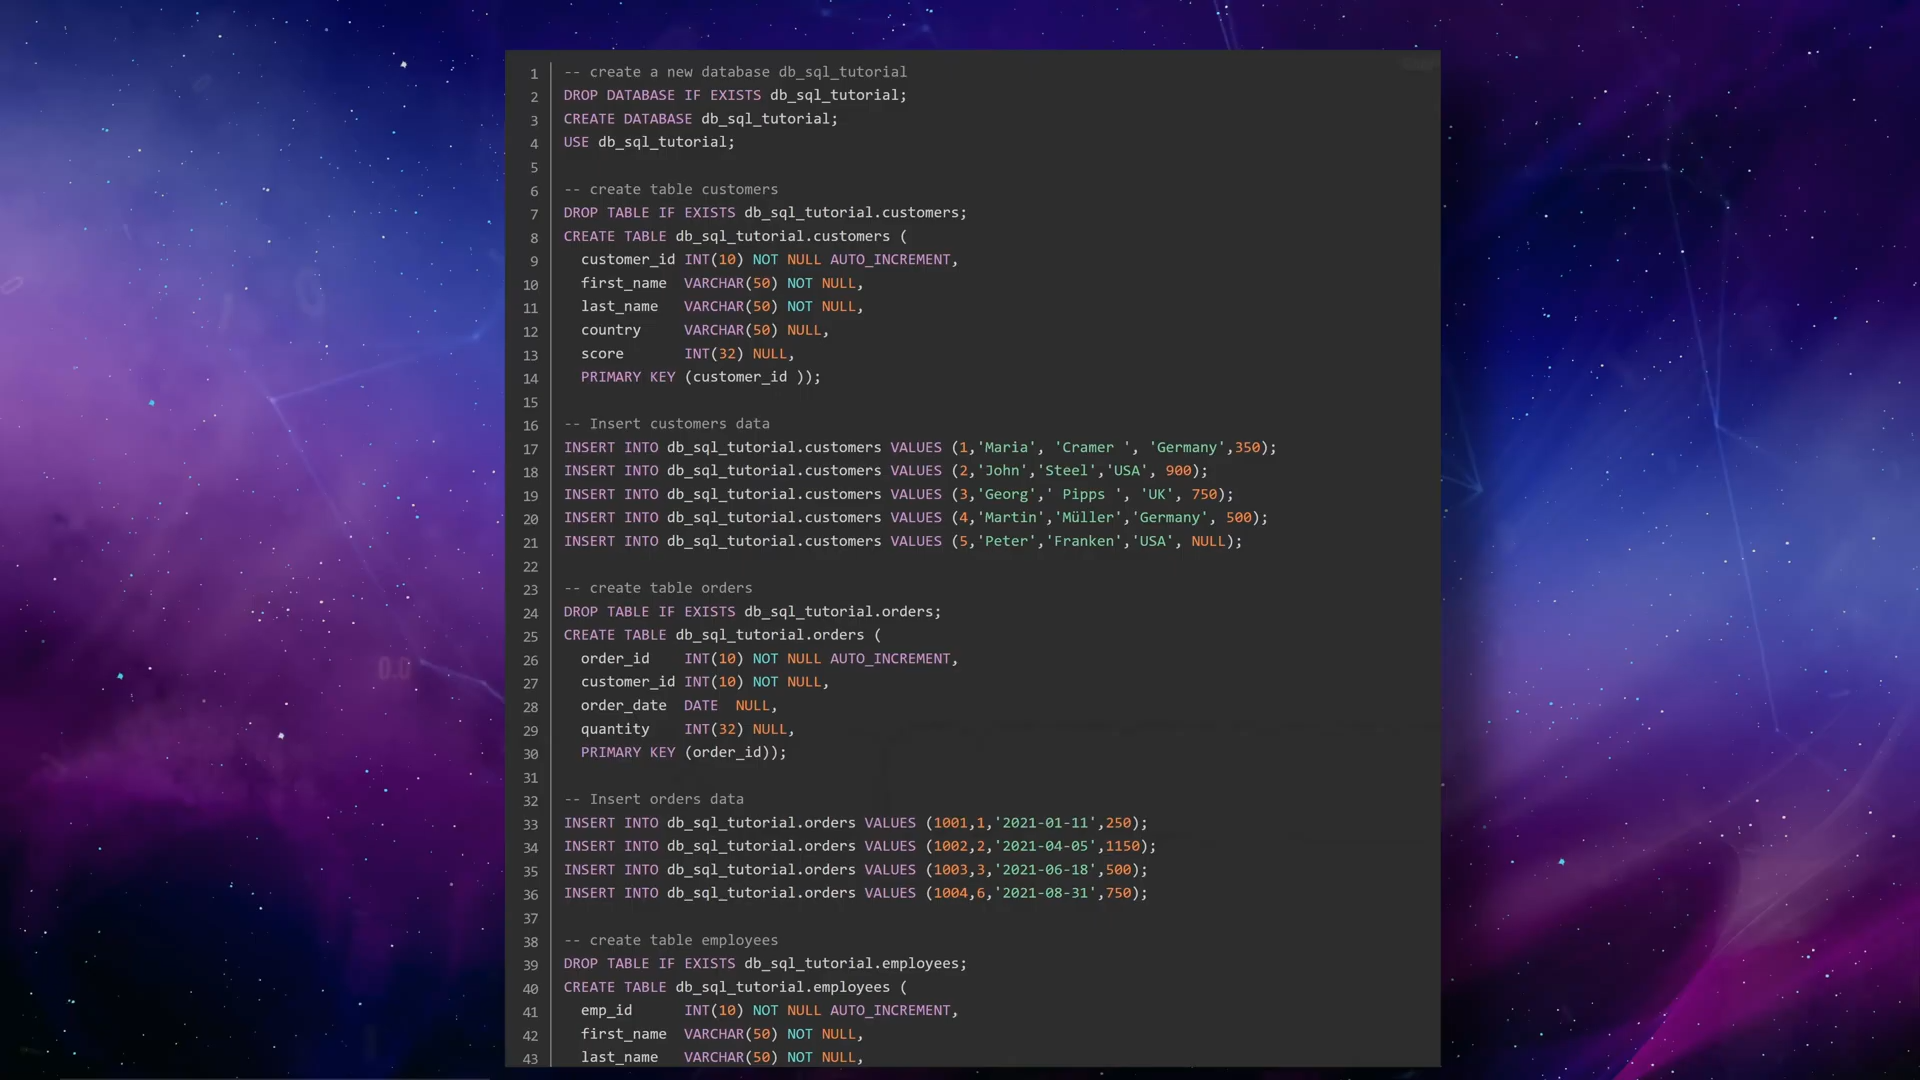 1 -- create a new database db_sql_tutorial
2 DROP DATABASE IF EXISTS db_sql_tutorial;
3 CREATE DATABASE db_sql_tutorial;
4 USE db_sql_tutorial;
5
6 -- create table customers
7 DROP TABLE IF EXISTS db_sql_tutorial.customers;
8 CREATE TABLE db_sql_tutorial.customers (
9   customer_id INT(10) NOT NULL AUTO_INCREMENT,
10   first_name  VARCHAR(50) NOT NULL,
11   last_name   VARCHAR(50) NOT NULL,
12   country     VARCHAR(50) NULL,
13   score       INT(32) NULL,
14   PRIMARY KEY (customer_id ));
15
16 -- Insert customers data
17 INSERT INTO db_sql_tutorial.customers VALUES (1,'Maria', 'Cramer ', 'Germany',350);
18 INSERT INTO db_sql_tutorial.customers VALUES (2,'John','Steel','USA', 900);
19 INSERT INTO db_sql_tutorial.customers VALUES (3,'Georg',' Pipps ', 'UK', 750);
20 INSERT INTO db_sql_tutorial.customers VALUES (4,'Martin','Müller','Germany', 500);
21 INSERT INTO db_sql_tutorial.customers VALUES (5,'Peter','Franken','USA', NULL);
22
23 -- create table orders
24 DROP TABLE IF EXISTS db_sql_tutorial.orders;
25 CREATE TABLE db_sql_tutorial.orders (
26   order_id    INT(10) NOT NULL AUTO_INCREMENT,
27   customer_id INT(10) NOT NULL,
28   order_date  DATE  NULL,
29   quantity    INT(32) NULL,
30   PRIMARY KEY (order_id));
31
32 -- Insert orders data
33 INSERT INTO db_sql_tutorial.orders VALUES (1001,1,'2021-01-11',250);
34 INSERT INTO db_sql_tutorial.orders VALUES (1002,2,'2021-04-05',1150);
35 INSERT INTO db_sql_tutorial.orders VALUES (1003,3,'2021-06-18',500);
36 INSERT INTO db_sql_tutorial.orders VALUES (1004,6,'2021-08-31',750);
37
38 -- create table employees
39 DROP TABLE IF EXISTS db_sql_tutorial.employees;
40 CREATE TABLE db_sql_tutorial.employees (
41   emp_id      INT(10) NOT NULL AUTO_INCREMENT,
42   first_name  VARCHAR(50) NOT NULL,
43   last_name   VARCHAR(50) NOT NULL,